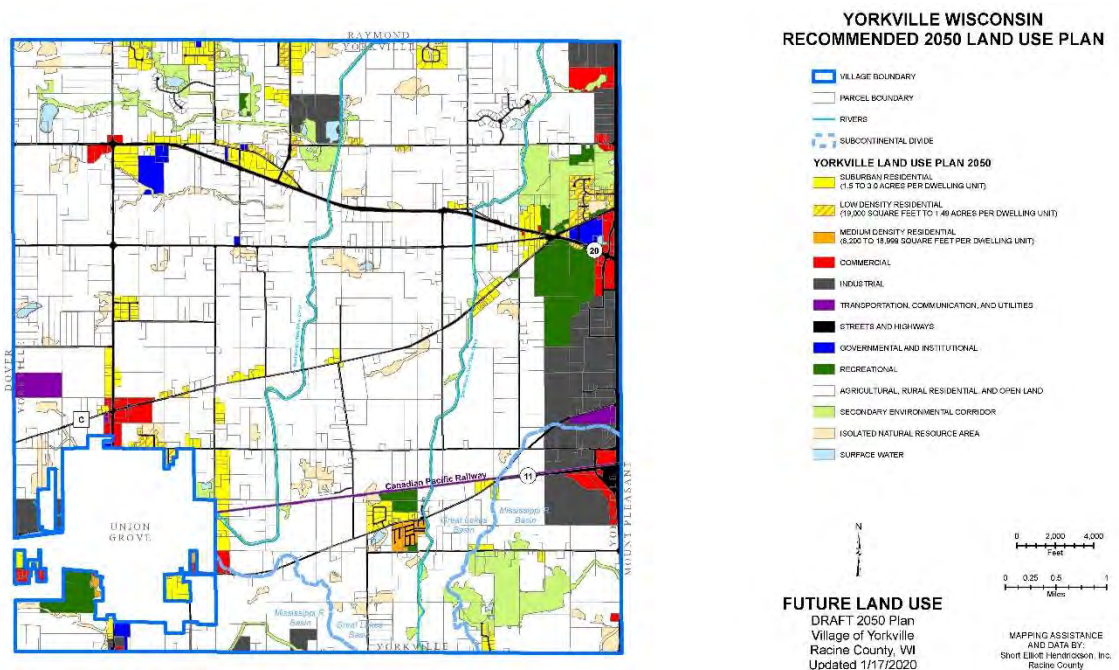 YORKVILLE WISCONSIN
RECOMMENDED 2050 LAND USE PLAN
VILLAGE BOUNDARY
PARCEL BOUNDARY
RIVERS
SUBCONTINENTAL DIVIDE
YORKVILLE LAND USE PLAN 2050
SUBURBAN RESIDENTIAL
(1.5 TO 3.0 ACRES PER DWELLING UNIT)
LOW DENSITY RESIDENTIAL
(19,000 SQUARE FEET TO 1.49 ACRES PER DWELLING UNIT)
MEDIUM DENSITY RESIDENTIAL
(6,200 TO 18,999 SQUARE FEET PER DWELLING UNIT)
COMMERCIAL
INDUSTRIAL
TRANSPORTATION, COMMUNICATION, AND UTILITIES
STREETS AND HIGHWAYS
GOVERNMENTAL AND INSTITUTIONAL
RECREATIONAL
AGRICULTURAL, RURAL RESIDENTIAL, AND OPEN LAND
SECONDARY ENVIRONMENTAL CORRIDOR
ISOLATED NATURAL RESOURCE AREA
SURFACE WATER
RAYMOND
YORKVILLE
20
DOVER
YORKVILLE
C
Canadian Pacific Railway
11
UNION
GROVE
Great Lakes
Basin
Mississippi R
Basin
YORKVILLE
MOUNT PLEASANT
Mississippi R
Basin
Great Lakes
Basin
YORKVILLE
N
0 2,000 4,000
Feet
0 0.25 0.5 1
Miles
FUTURE LAND USE
DRAFT 2050 Plan
Village of Yorkville
Racine County, WI
Updated 1/17/2020
MAPPING ASSISTANCE
AND DATA BY:
Short Elliott Hendrickson, Inc.
Racine County